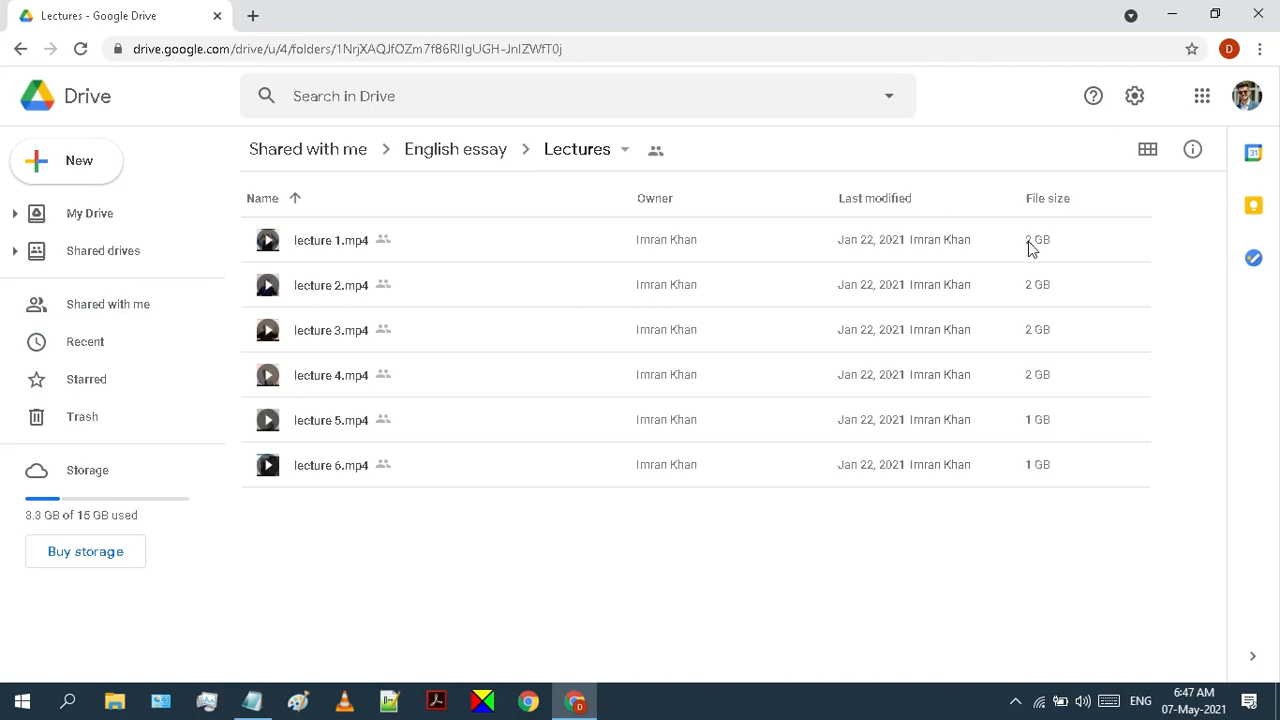 Lectures - Google Drive
drive.google.com/drive/u/4/folders/1NrjXAQJfOZm7f86RlIgUGH-JnIZWfT0j
D
Drive
Search in Drive
New
My Drive
Shared drives
Shared with me
Recent
Starred
Trash
Storage
3.3 GB of 15 GB used
Buy storage
Shared with me > English essay > Lectures
Name Owner Last modified File size
lecture 1.mp4 Imran Khan Jan 22, 2021 Imran Khan 2 GB
lecture 2.mp4 Imran Khan Jan 22, 2021 Imran Khan 2 GB
lecture 3.mp4 Imran Khan Jan 22, 2021 Imran Khan 2 GB
lecture 4.mp4 Imran Khan Jan 22, 2021 Imran Khan 2 GB
lecture 5.mp4 Imran Khan Jan 22, 2021 Imran Khan 1 GB
lecture 6.mp4 Imran Khan Jan 22, 2021 Imran Khan 1 GB
31
D
ENG
6:47 AM
07-May-2021